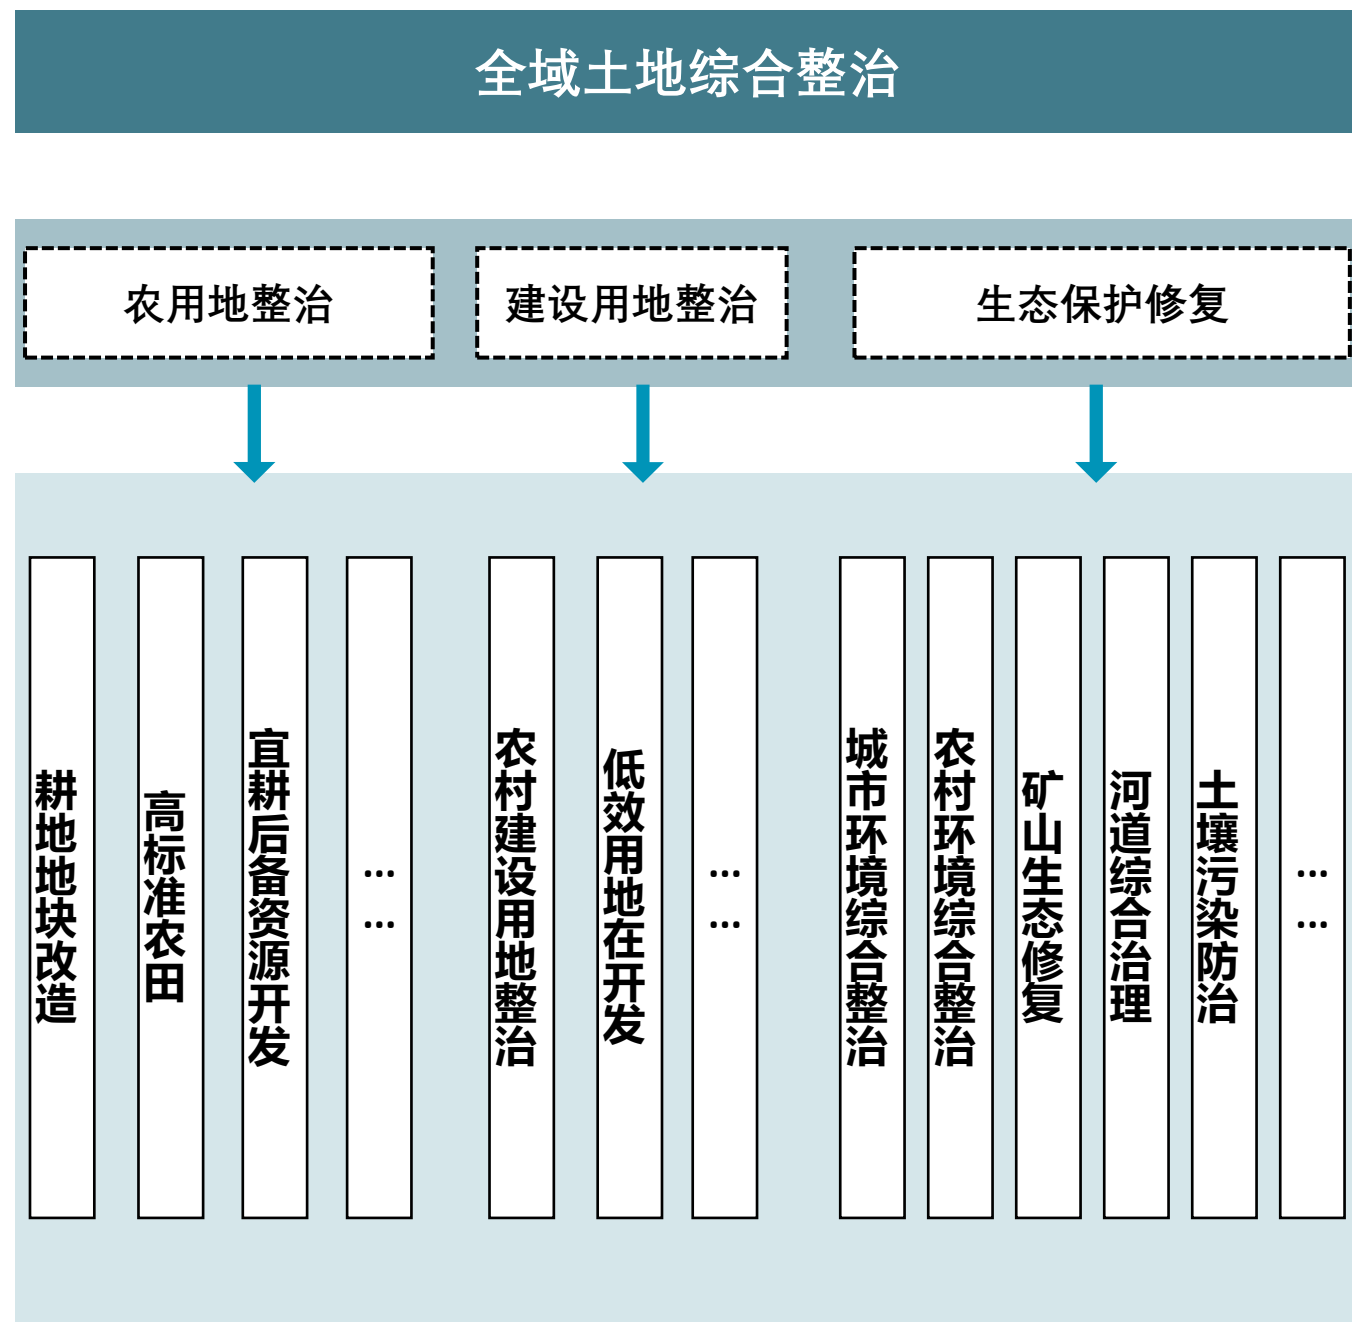 全域土地综合整治
农用地整治
建设用地整治
生态保护修复
耕地地块改造
高标准农田
宜耕后备资源开发
…
…
农村建设用地整治
低效用地在开发
…
…
城市环境综合整治
农村环境综合整治
矿山生态修复
河道综合治理
土壤污染防治
…
…